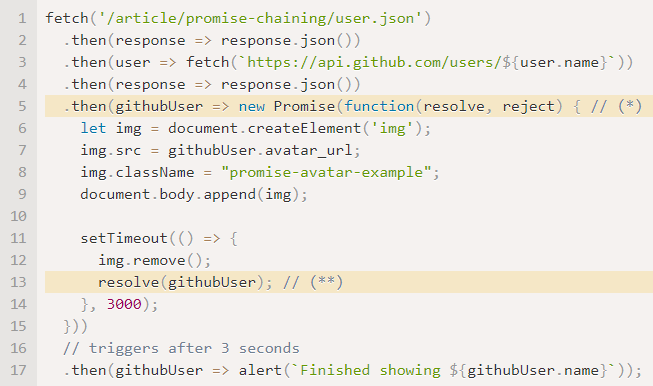 1 fetch('/article/promise-chaining/user.json')
2   .then(response => response.json())
3   .then(user => fetch(`https://api.github.com/users/${user.name}`))
4   .then(response => response.json())
5   .then(githubUser => new Promise(function(resolve, reject) { // (*)
6     let img = document.createElement('img');
7     img.src = githubUser.avatar_url;
8     img.className = "promise-avatar-example";
9     document.body.append(img);
10
11     setTimeout(() => {
12       img.remove();
13       resolve(githubUser); // (**)
14     }, 3000);
15   }))
16   // triggers after 3 seconds
17   .then(githubUser => alert(`Finished showing ${githubUser.name}`));